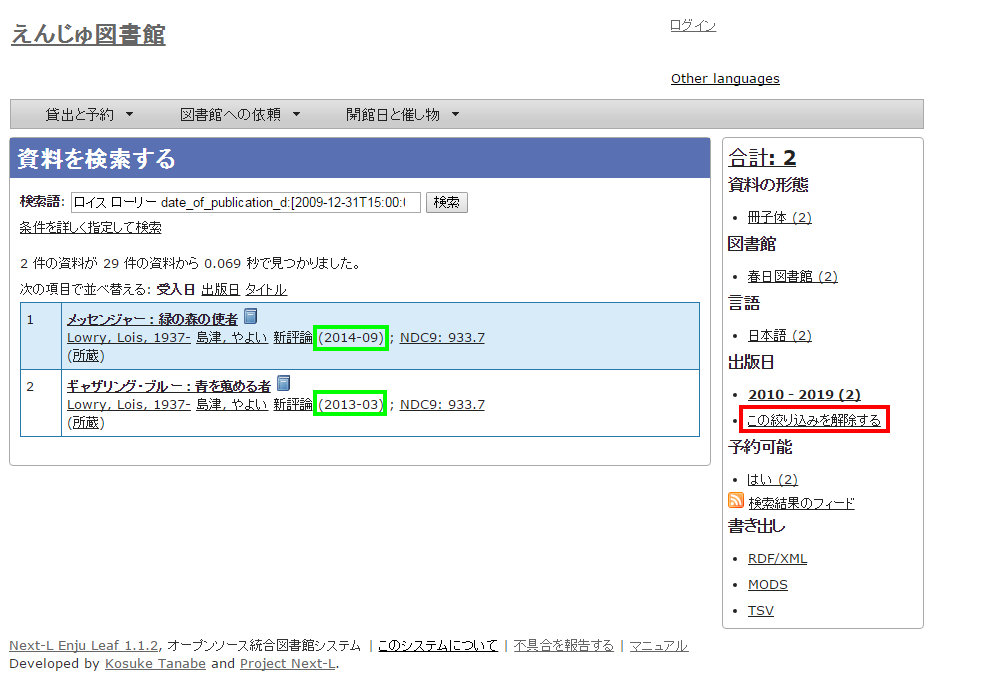 えんじゅ図書館
ログイン
Other languages
貸出と予約 ▼ 図書館への依頼 ▼ 開館日と催し物 ▼
資料を検索する
検索語: ロイス ローリー date_of_publication_d:[2009-12-31T15:00:( 検索
条件を詳しく指定して検索
2 件の資料が 29 件の資料から 0.069 秒で見つかりました。
次の項目で並べ替える: 受入日 出版日 タイトル
1 メッセンジャー : 緑の森の使者
Lowry, Lois, 1937- 島津, やよい 新評論 (2014-09) ; NDC9: 933.7
(所蔵)
2 ギャザリング・ブルー : 青を蒐める者
Lowry, Lois, 1937- 島津, やよい 新評論 (2013-03) ; NDC9: 933.7
(所蔵)
合計: 2
資料の形態
• 冊子体 (2)
図書館
• 春日図書館 (2)
言語
• 日本語 (2)
出版日
• 2010 - 2019 (2)
• この絞り込みを解除する
予約可能
• はい (2)
検索結果のフィード
書き出し
• RDF/XML
• MODS
• TSV
Next-L Enju Leaf 1.1.2, オープンソース統合図書館システム | このシステムについて | 不具合を報告する | マニュアル
Developed by Kosuke Tanabe and Project Next-L.